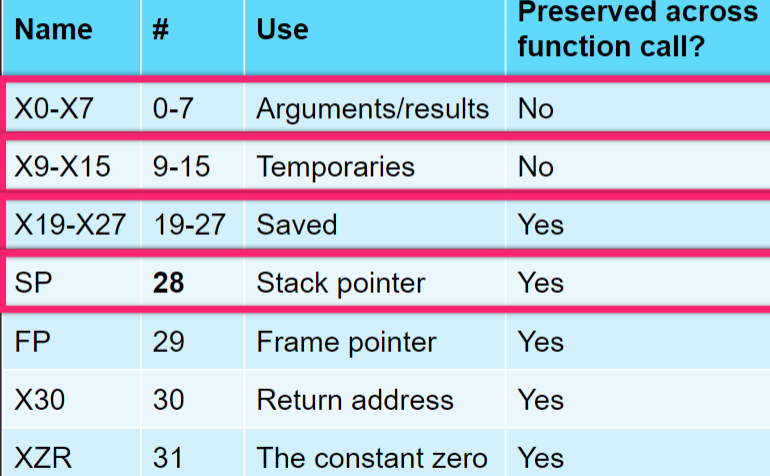 Name # Use Preserved across function call?
X0-X7 0-7 Arguments/results No
X9-X15 9-15 Temporaries No
X19-X27 19-27 Saved Yes
SP 28 Stack pointer Yes
FP 29 Frame pointer Yes
X30 30 Return address Yes
XZR 31 The constant zero Yes